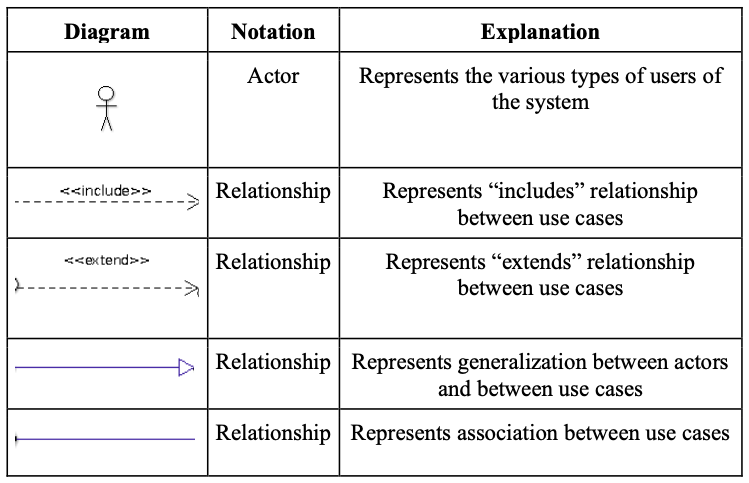 Diagram Notation Explanation
Actor Represents the various types of users of
the system
<<include>> Relationship Represents “includes” relationship
between use cases
<<extend>> Relationship Represents “extends” relationship
between use cases
Relationship Represents generalization between actors
and between use cases
Relationship Represents association between use cases